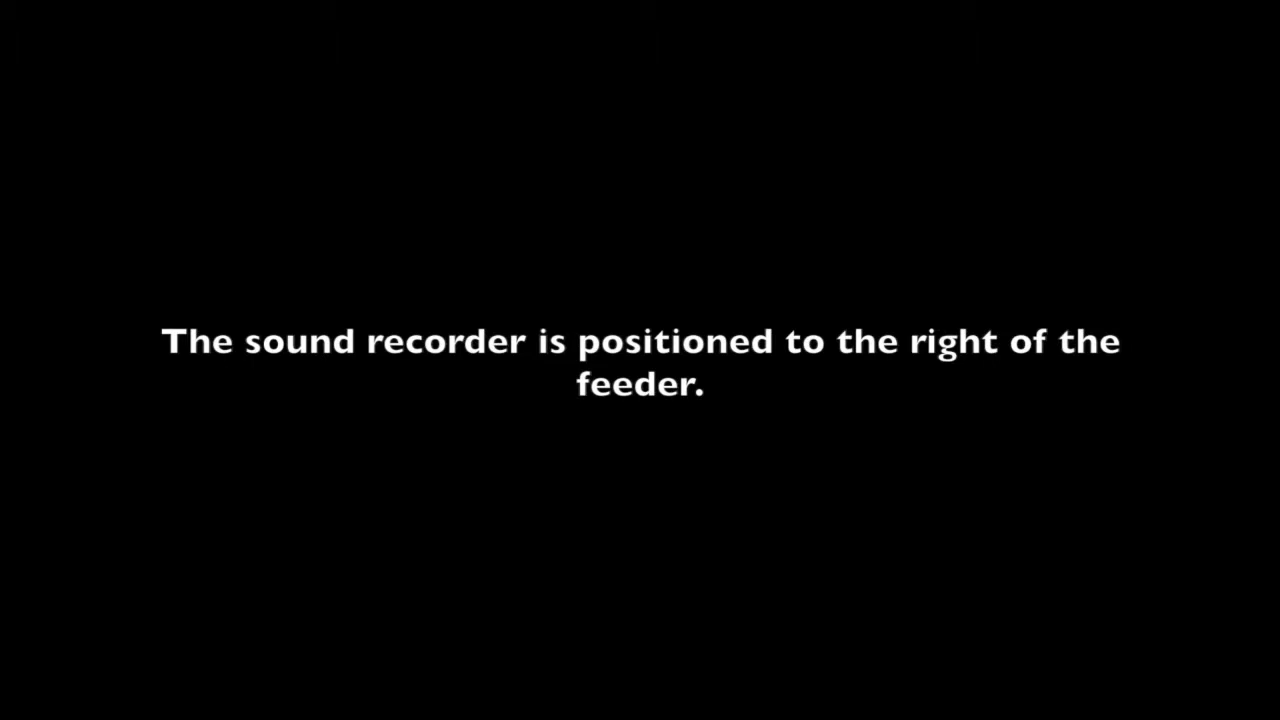 The sound recorder is positioned to the right of the
feeder.